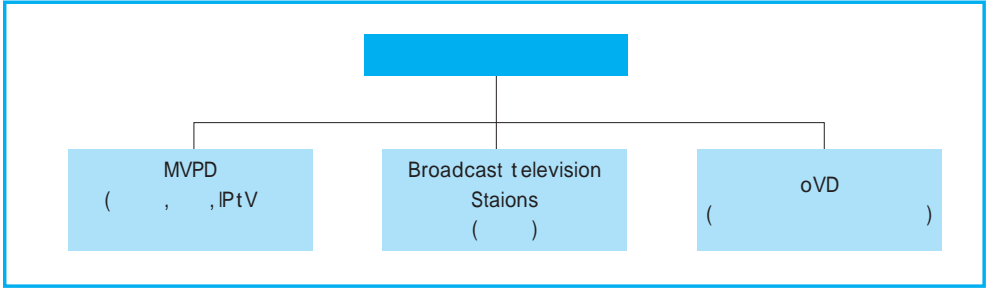 MVPD
( , , IPtV
Broadcast television
Staions
( )
oVD
( )